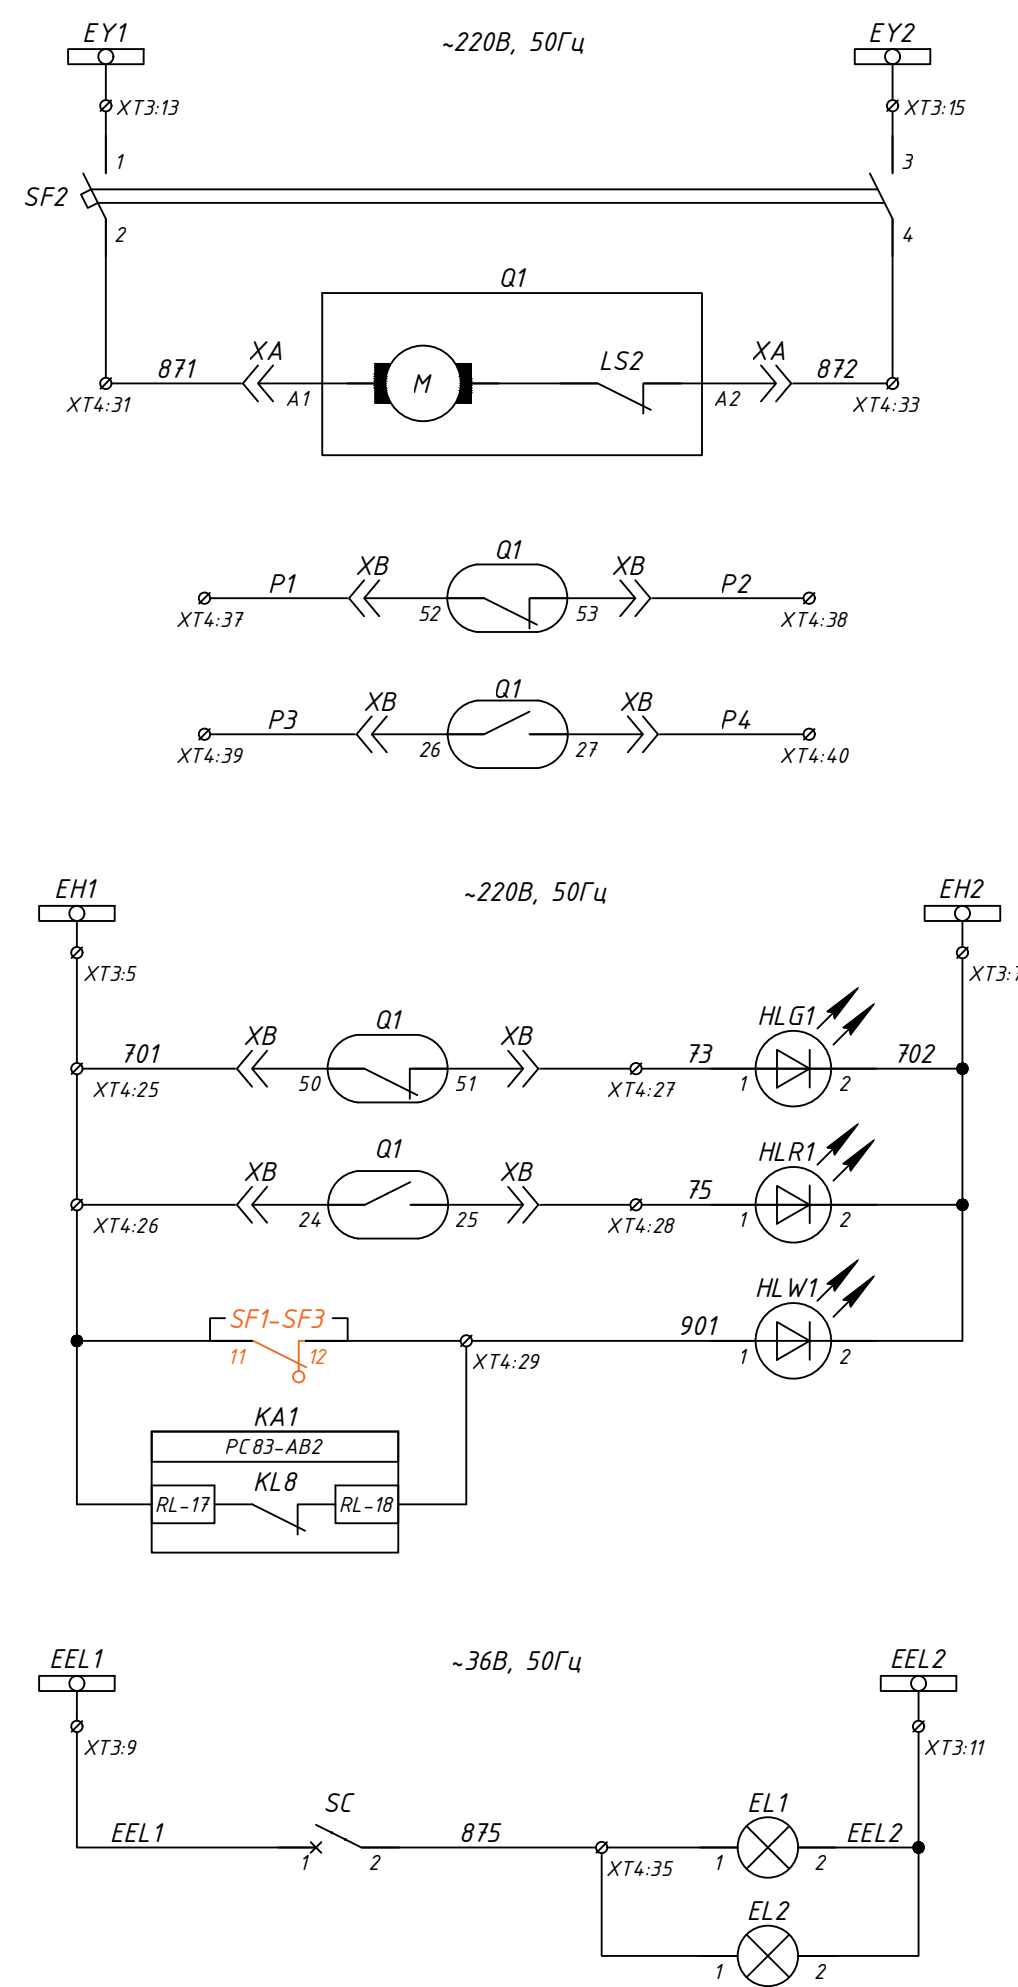 EY1 ~220В, 50Гц EY2
XT3:13 XT3:15
1 3
SF2
2 4
Q1
871 XA LS2 XA 872
M
A1 A2
XT4:31 XT4:33
Q1
P1 XB XB P2
52 53
XT4:37 XT4:38
Q1
P3 XB XB P4
26 27
XT4:39 XT4:40
EH1 ~220В, 50Гц EH2
XT3:5 XT3:
Q1 HLG1
701 XB XB 73 702
50 51 1 2
XT4:25 XT4:27
Q1 HLR1
XB XB 75
24 25 1 2
XT4:26 XT4:28
HLW1
SF1-SF3 901
11 12 1 2
XT4:29
KA1
PC83-AB2
KL8
RL-17 RL-18
EEL1 ~36В, 50Гц EEL2
XT3:9 XT3:11
SC EL1
EEL1 875 EEL2
1 2 1 2
XT4:35
EL2
1 2